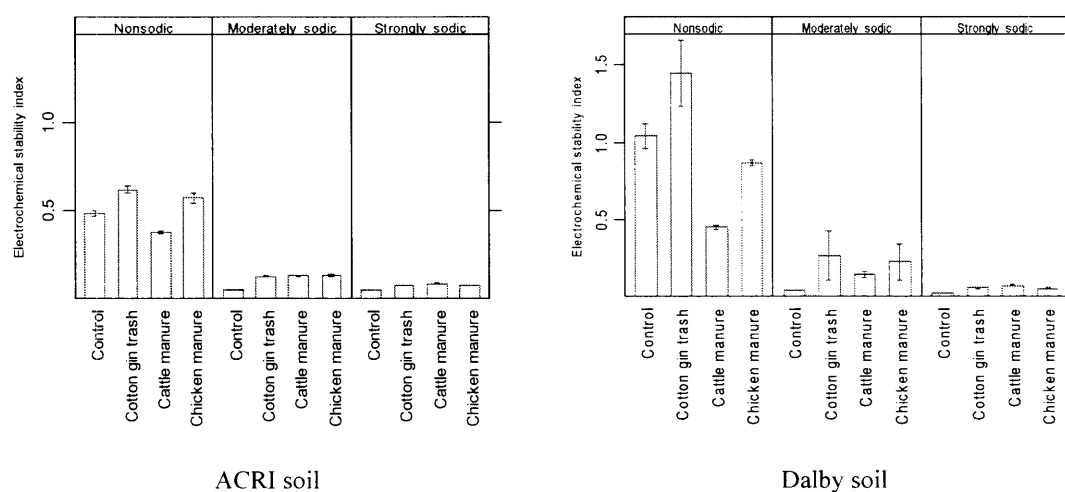 Nonsodic Moderately sodic Strongly sodic
Electrochemical stability index
1.0
0.5
Control
Cotton gin trash
Cattle manure
Chicken manure
Control
Cotton gin trash
Cattle manure
Chicken manure
Control
Cotton gin trash
Cattle manure
Chicken manure
ACRI soil
Nonsodic Moderately sodic Strongly sodic
Electrochemical stability index
1.5
1.0
0.5
Control
Cotton gin trash
Cattle manure
Chicken manure
Control
Cotton gin trash
Cattle manure
Chicken manure
Control
Cotton gin trash
Cattle manure
Chicken manure
Dalby soil